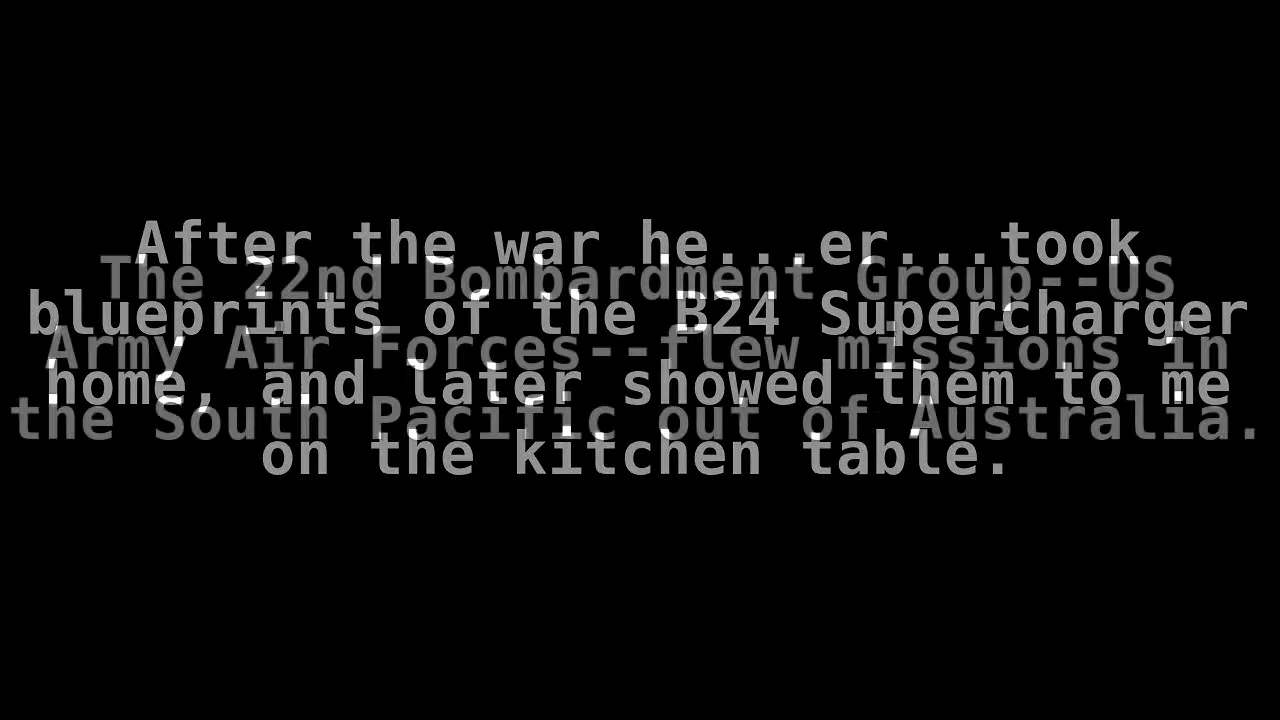 After the war he...er...took
The 22nd Bombardment Group--US
blueprints of the B24 Supercharger
Army Air Forces--flew missions in
home, and later showed them to me
the South Pacific out of Australia.
on the kitchen table.